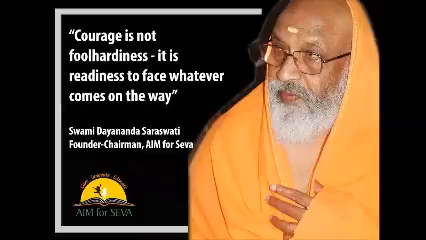 “Courage is not
foolhardiness - it is
readiness to face whatever
comes on the way”
Swami Dayananda Saraswati
Founder-Chairman, AIM for Seva
AIM for SEVA